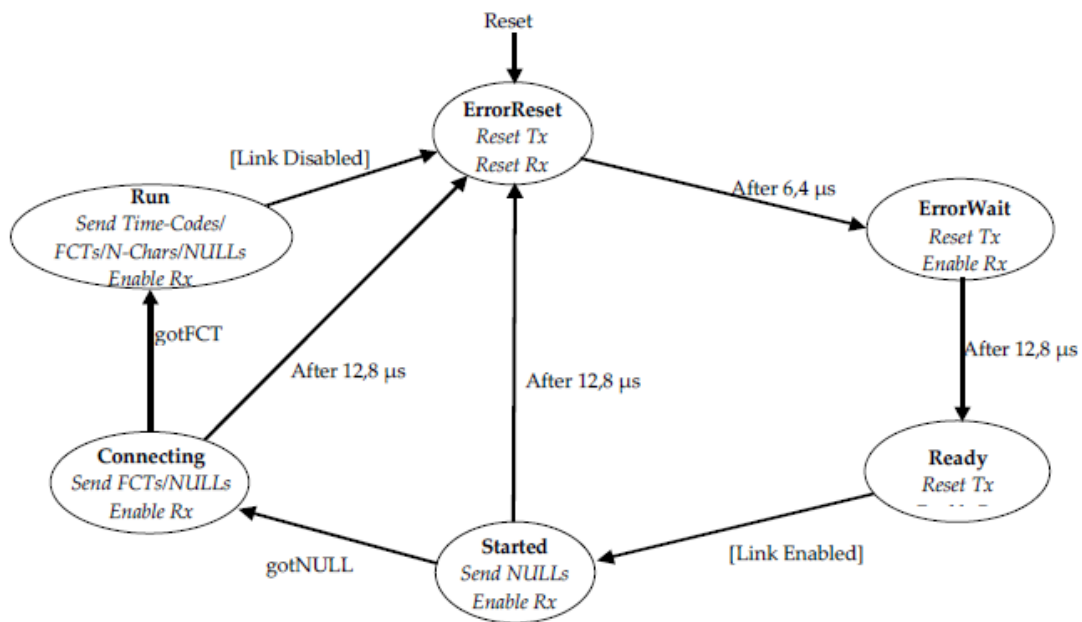 Reset
ErrorReset
Reset Tx
Reset Rx
[Link Disabled]
After 6,4 µs
Run
Send Time-Codes/
FCTs/N-Chars/NULLs
Enable Rx
ErrorWait
Reset Tx
Enable Rx
gotFCT
After 12,8 µs
After 12,8 µs
After 12,8 µs
Connecting
Send FCTs/NULLs
Enable Rx
Ready
Reset Tx
gotNULL
Started
Send NULLs
Enable Rx
[Link Enabled]